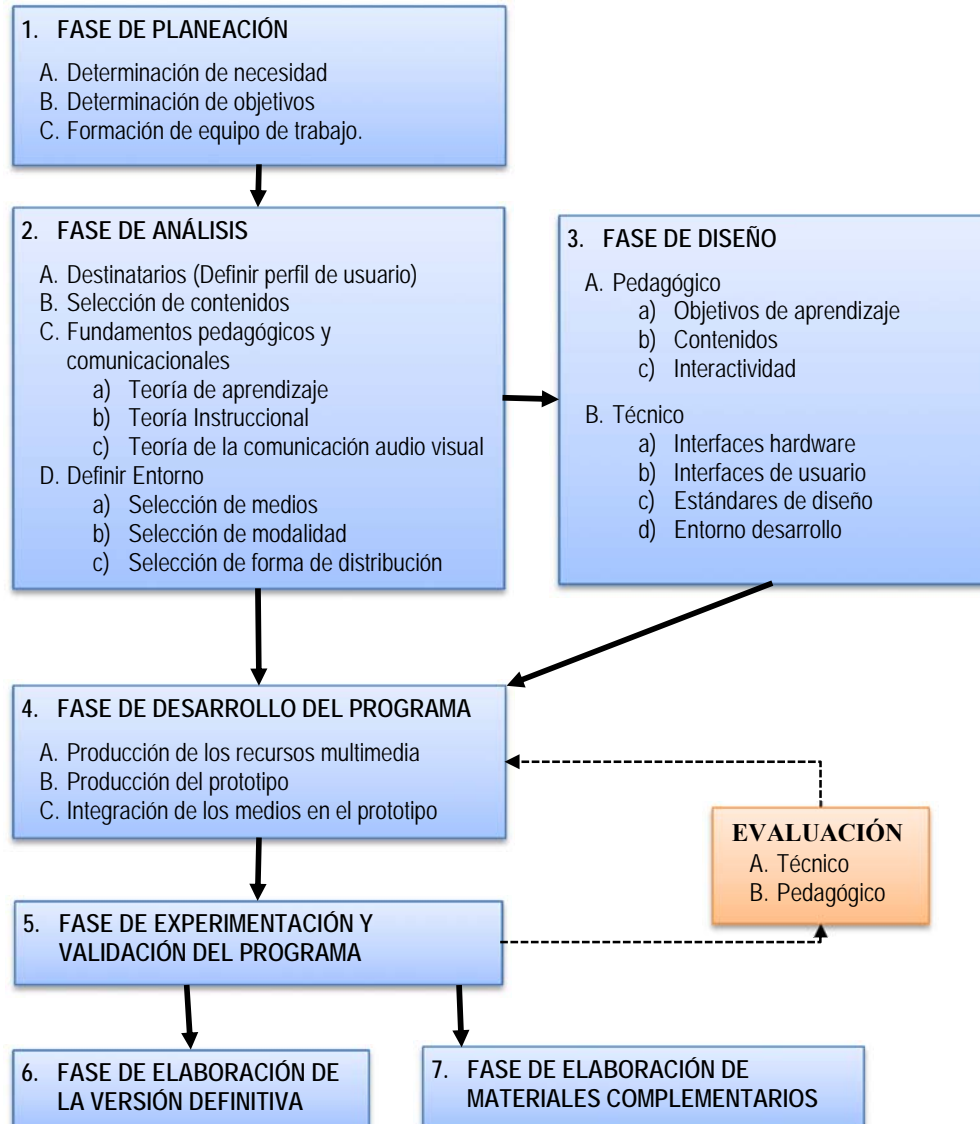 1. FASE DE PLANEACIÓN
A. Determinación de necesidad
B. Determinación de objetivos
C. Formación de equipo de trabajo.
2. FASE DE ANÁLISIS
A. Destinatarios (Definir perfil de usuario)
B. Selección de contenidos
C. Fundamentos pedagógicos y
comunicacionales
a) Teoría de aprendizaje
b) Teoría Instruccional
c) Teoría de la comunicación audio visual
D. Definir Entorno
a) Selección de medios
b) Selección de modalidad
c) Selección de forma de distribución
3. FASE DE DISEÑO
A. Pedagógico
a) Objetivos de aprendizaje
b) Contenidos
c) Interactividad
B. Técnico
a) Interfaces hardware
b) Interfaces de usuario
c) Estándares de diseño
d) Entorno desarrollo
4. FASE DE DESARROLLO DEL PROGRAMA
A. Producción de los recursos multimedia
B. Producción del prototipo
C. Integración de los medios en el prototipo
EVALUACIÓN
A. Técnico
B. Pedagógico
5. FASE DE EXPERIMENTACIÓN Y
VALIDACIÓN DEL PROGRAMA
6. FASE DE ELABORACIÓN DE
LA VERSIÓN DEFINITIVA
7. FASE DE ELABORACIÓN DE
MATERIALES COMPLEMENTARIOS